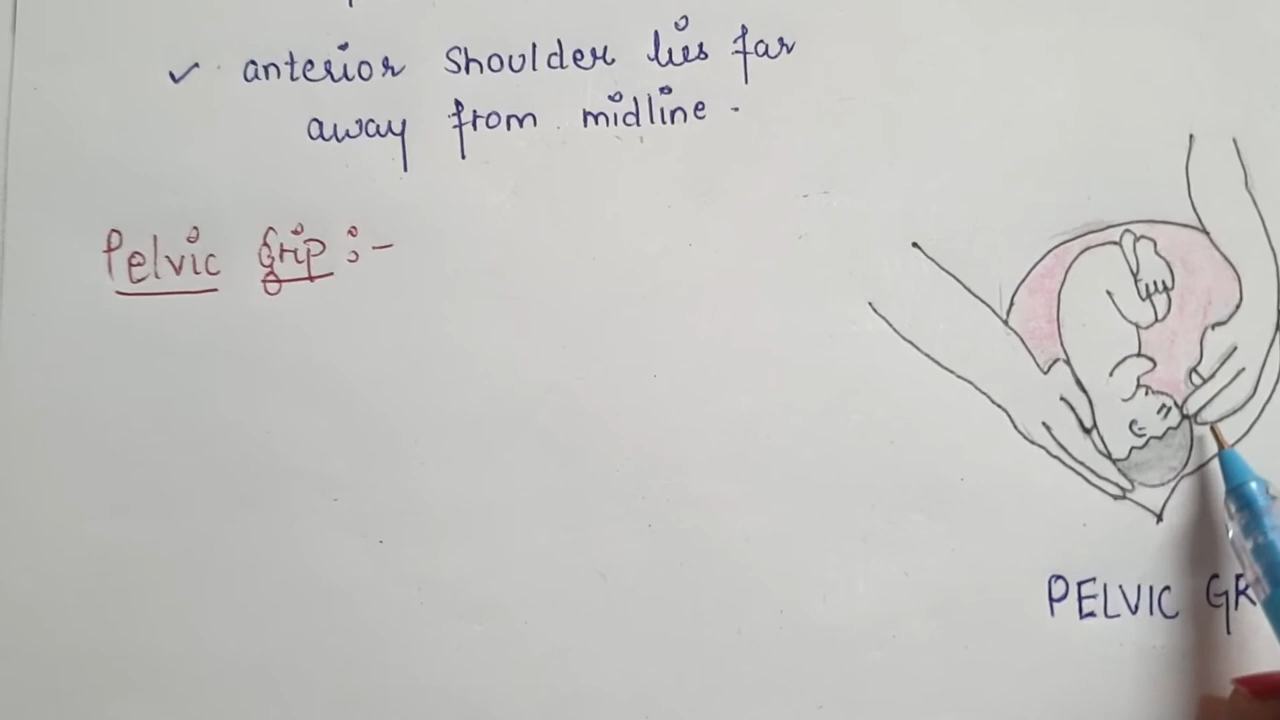 ✓ anterior shoulder lies far
away from midline.
Pelvic Grip :-
PELVIC GR